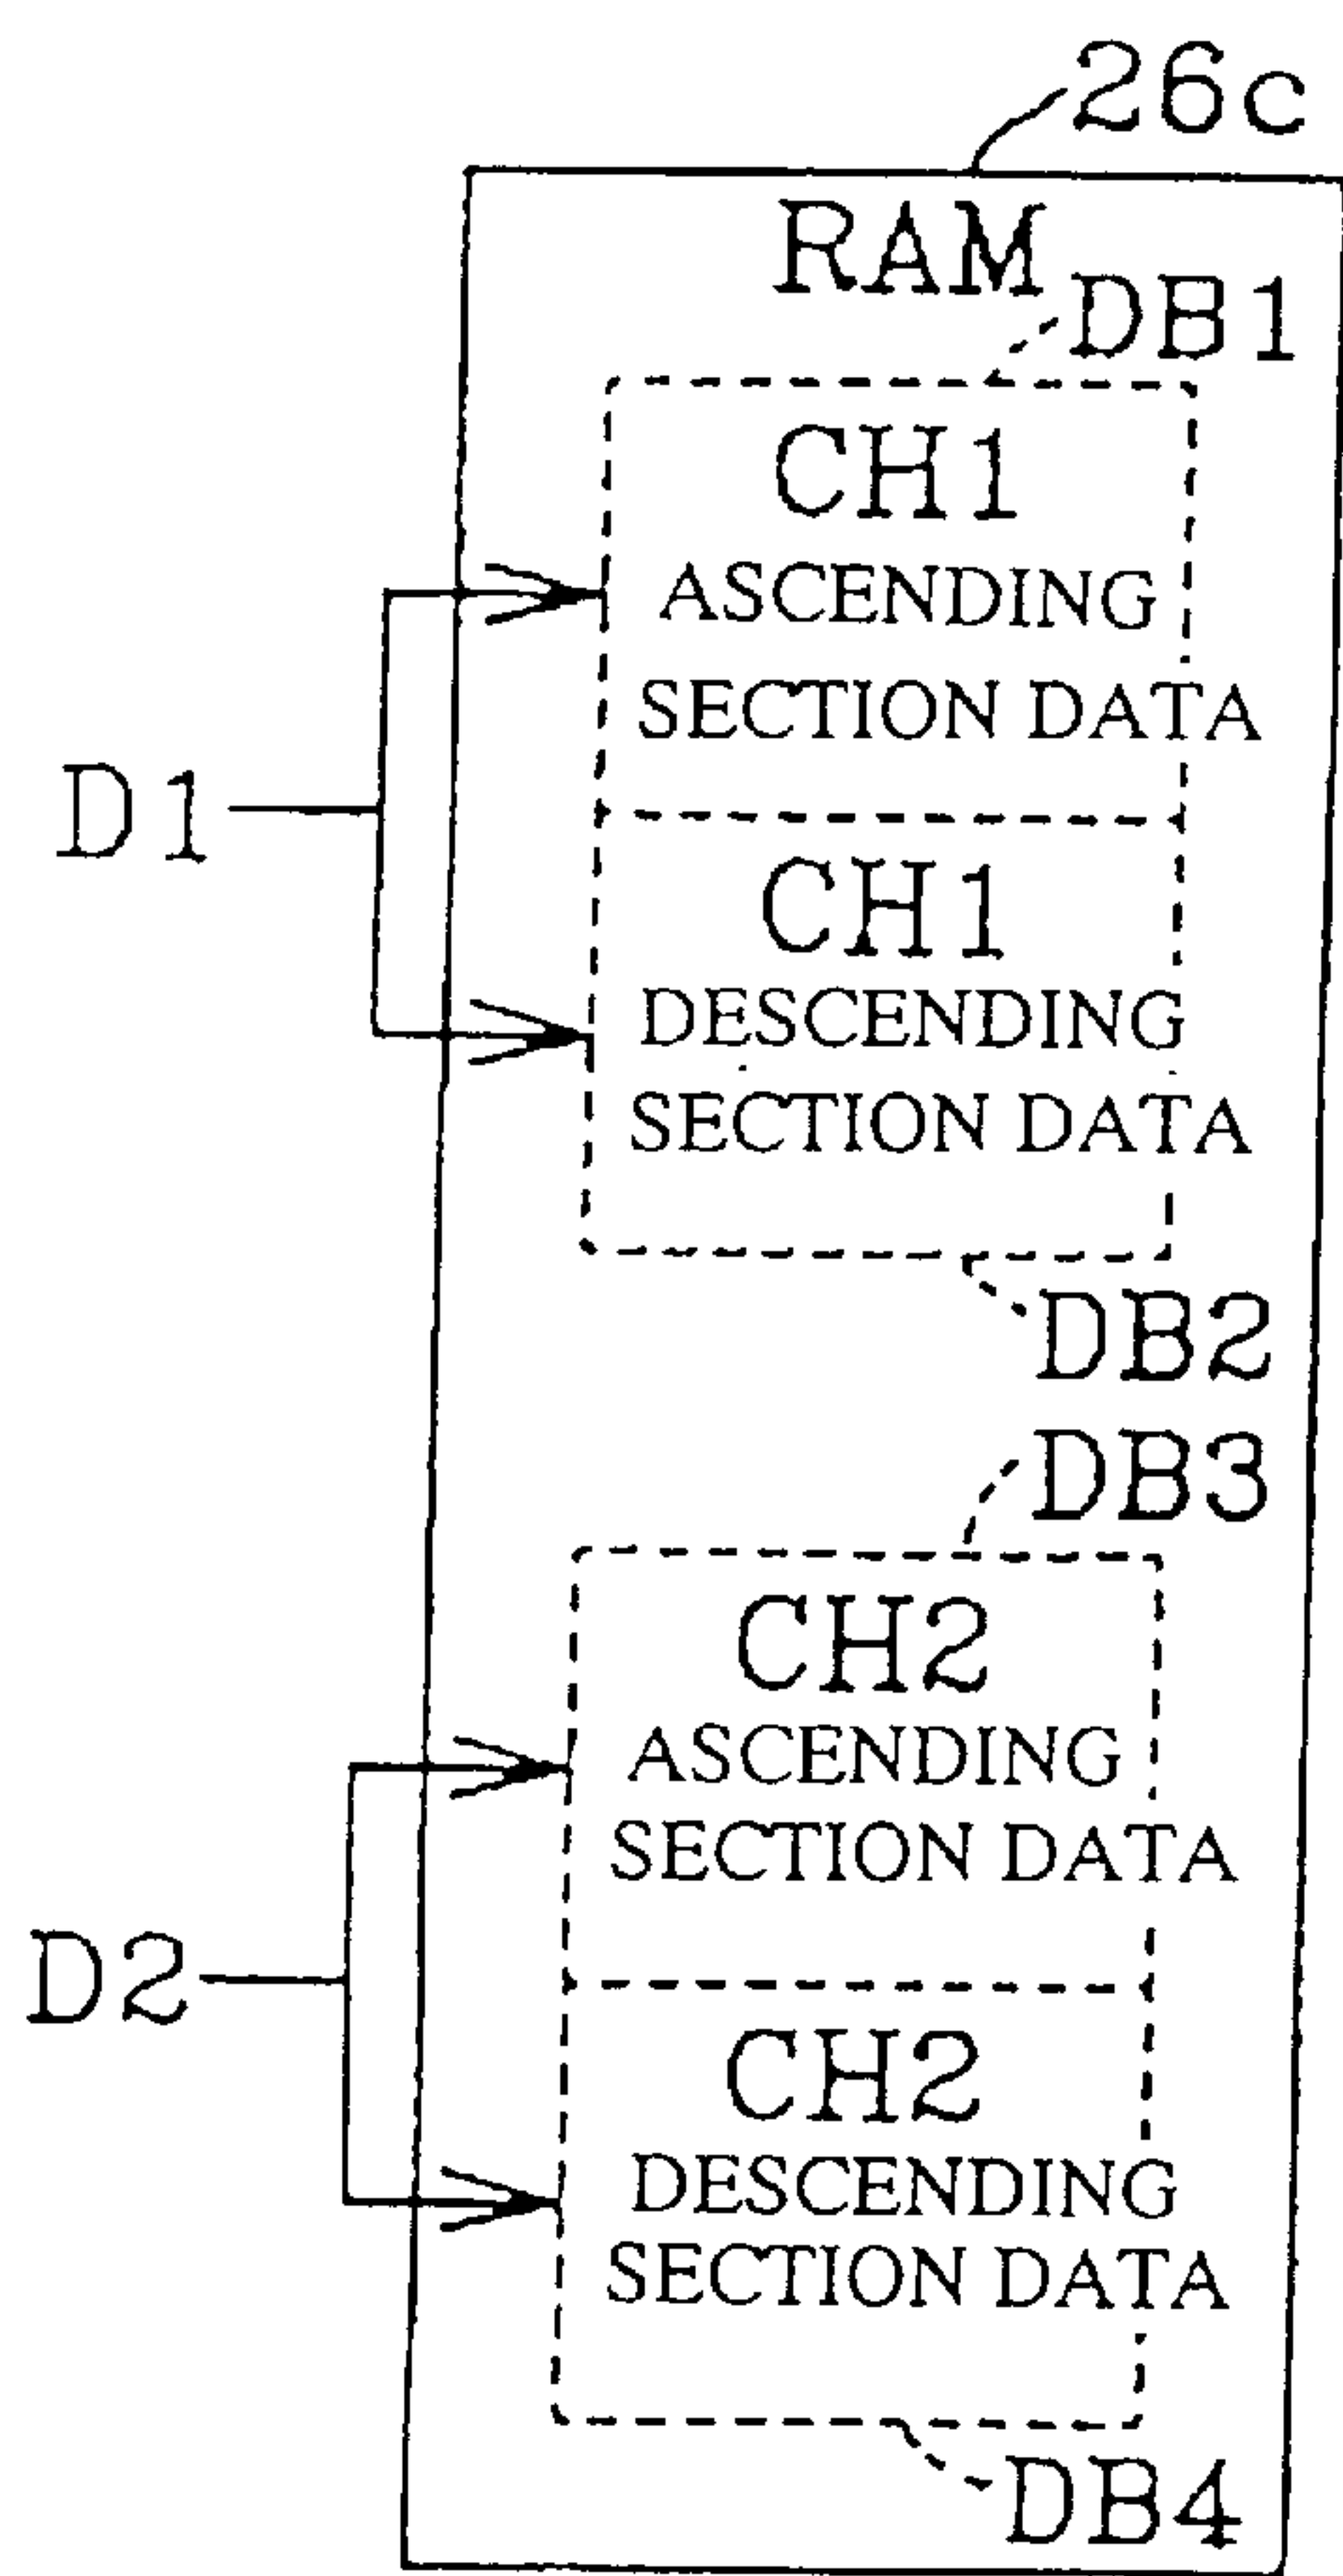 26c
RAM
DB1
CH1
ASCENDING
SECTION DATA
D1
CH1
DESCENDING
SECTION DATA
DB2
DB3
CH2
ASCENDING
SECTION DATA
D2
CH2
DESCENDING
SECTION DATA
DB4